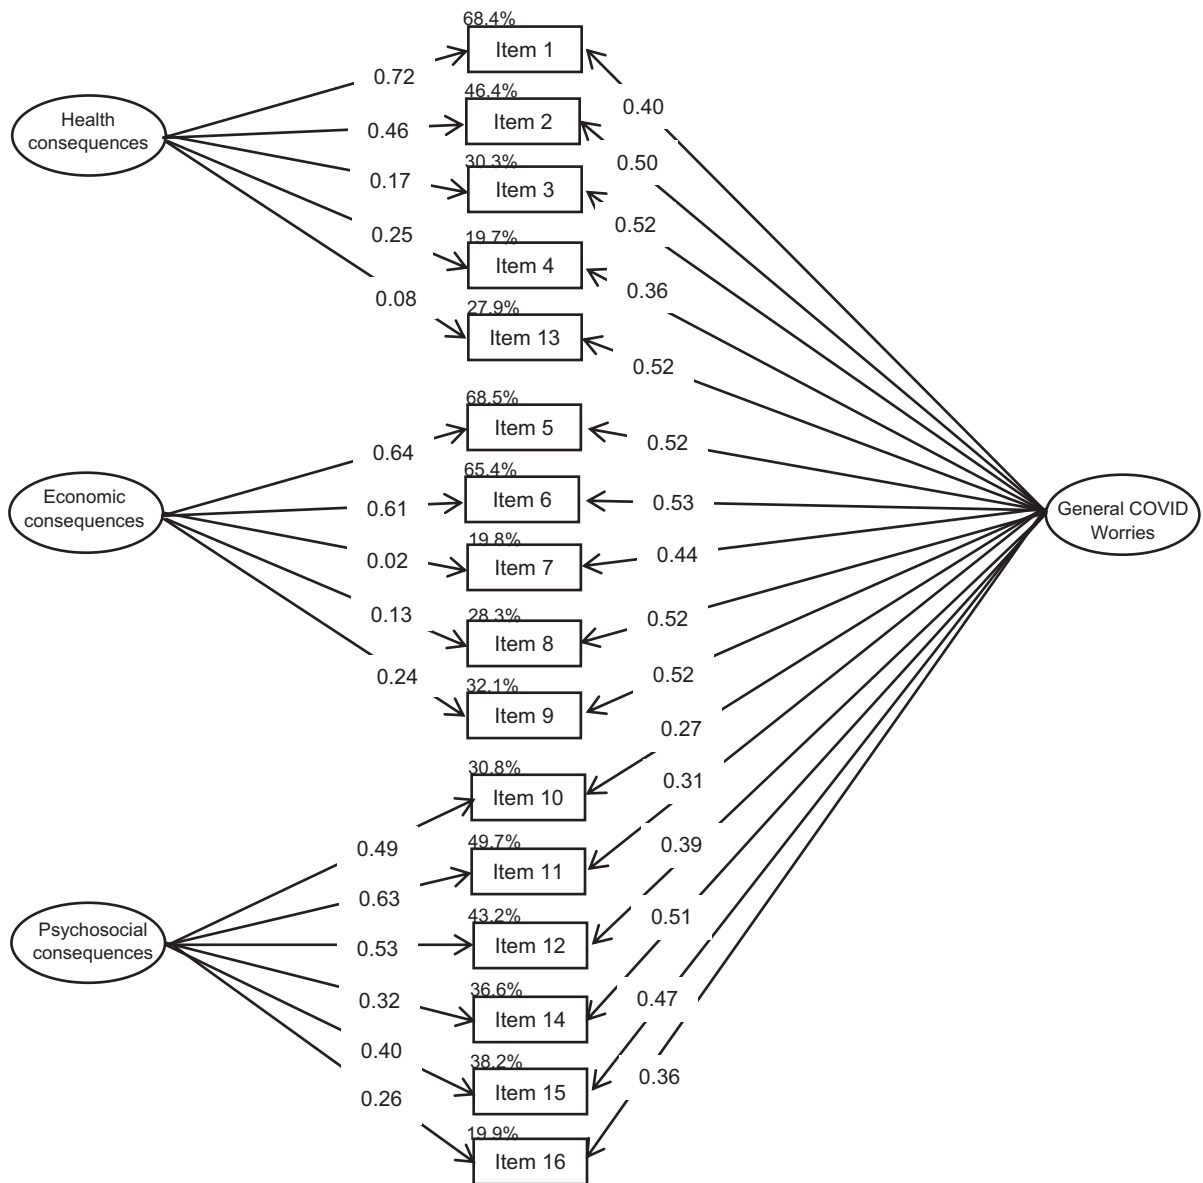 68.4%
Item 1
0.72
0.40
46.4%
Health
consequences
Item 2
0.46
0.50
30.3%
Item 3
0.17
0.52
19.7%
Item 4
0.25
0.36
27.9%
Item 13
0.08
0.52
68.5%
Item 5
0.64
0.52
65.4%
Economic
consequences
Item 6
0.61
0.53
General COVID
Worries
19.8%
Item 7
0.02
0.44
28.3%
Item 8
0.13
0.52
32.1%
Item 9
0.24
0.52
0.27
30.8%
Item 10
0.31
0.49
49.7%
Item 11
0.39
0.63
43.2%
Psychosocial
consequences
Item 12
0.53
0.51
36.6%
Item 14
0.32
0.47
38.2%
Item 15
0.40
0.36
0.26
19.9%
Item 16